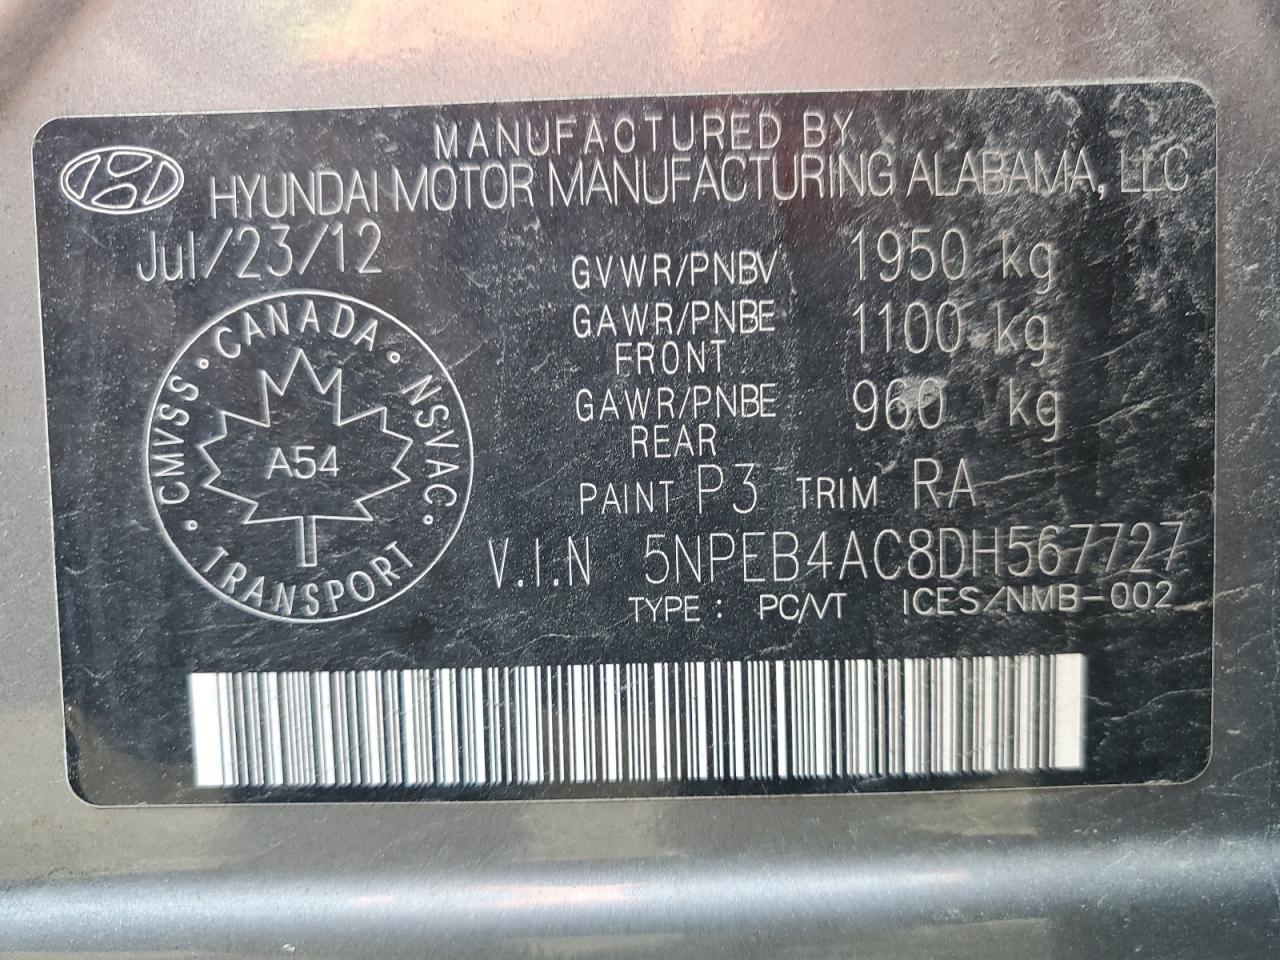 MANUFACTURED BY
HYUNDAI MOTOR MANUFACTURING ALABAMA, LLC
Jul/23/12
GVWR/PNBV 1950 kg
GAWR/PNBE FRONT 1100 kg
GAWR/PNBE REAR 960 kg
CANADA · NSVAC · TRANSPORT · CMVSS ·
A54
PAINT P3 TRIM RA
V.I.N 5NPEB4AC8DH567727
TYPE : PC/VT ICES/NMB-002